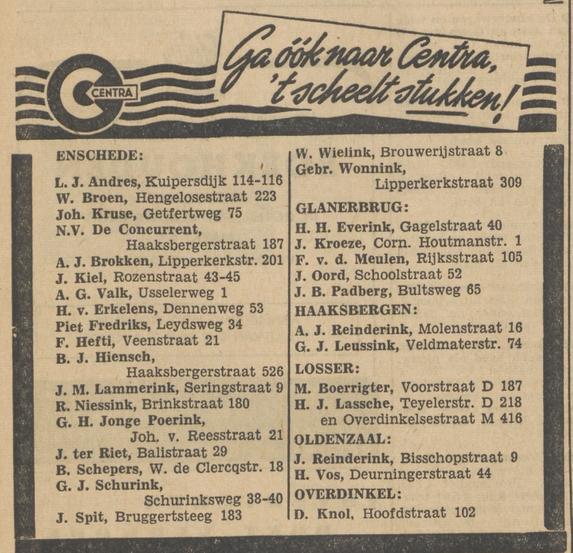 Ga óók naar Centra,
't scheelt stukken!
CENTRA
ENSCHEDE:
L. J. Andres, Kuipersdijk 114-116
W. Broen, Hengelosestraat 223
Joh. Kruse, Getfertweg 75
N.V. De Concurrent,
Haaksbergerstraat 187
A. J. Brokken, Lipperkerkstr. 201
J. Kiel, Rozenstraat 43-45
A. G. Valk, Usselerweg 1
H. v. Erkelens, Dennenweg 53
Piet Fredriks, Leydsweg 34
F. Hefti, Veenstraat 21
B. J. Hiensch,
Haaksbergerstraat 526
J. M. Lammerink, Seringstraat 9
R. Niessink, Brinkstraat 180
G. H. Jonge Poerink,
Joh. v. Reesstraat 21
J. ter Riet, Balistraat 29
B. Schepers, W. de Clercqstr. 18
G. J. Schurink,
Schurinksweg 38-40
J. Spit, Bruggertsteeg 183
W. Wielink, Brouwerijstraat 8
Gebr. Wonnink,
Lipperkerkstraat 309
GLANERBRUG:
H. H. Everink, Gagelstraat 40
J. Kroeze, Corn. Houtmanstr. 1
F. v. d. Meulen, Rijksstraat 105
J. Oord, Schoolstraat 52
J. B. Padberg, Bultsweg 65
HAAKSBERGEN:
A. J. Reinderink, Molenstraat 16
G. J. Leussink, Veldmaterstr. 74
LOSSER:
M. Boerrigter, Voorstraat D 187
H. J. Lassche, Teyelerstr. D 218
en Overdinkelsestraat M 416
OLDENZAAL:
J. Reinderink, Bisschopstraat 9
H. Vos, Deurningerstraat 44
OVERDINKEL:
D. Knol, Hoofdstraat 102